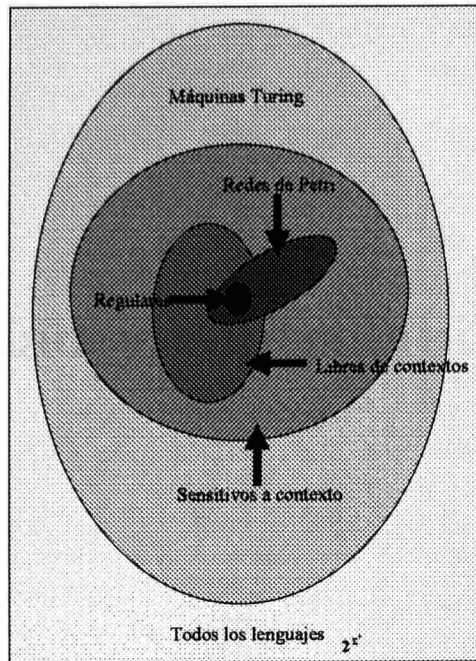 Máquinas Turing
Redes de Petri
Regulares
Libres de contextos
Sensitivos a contexto
Todos los lenguajes